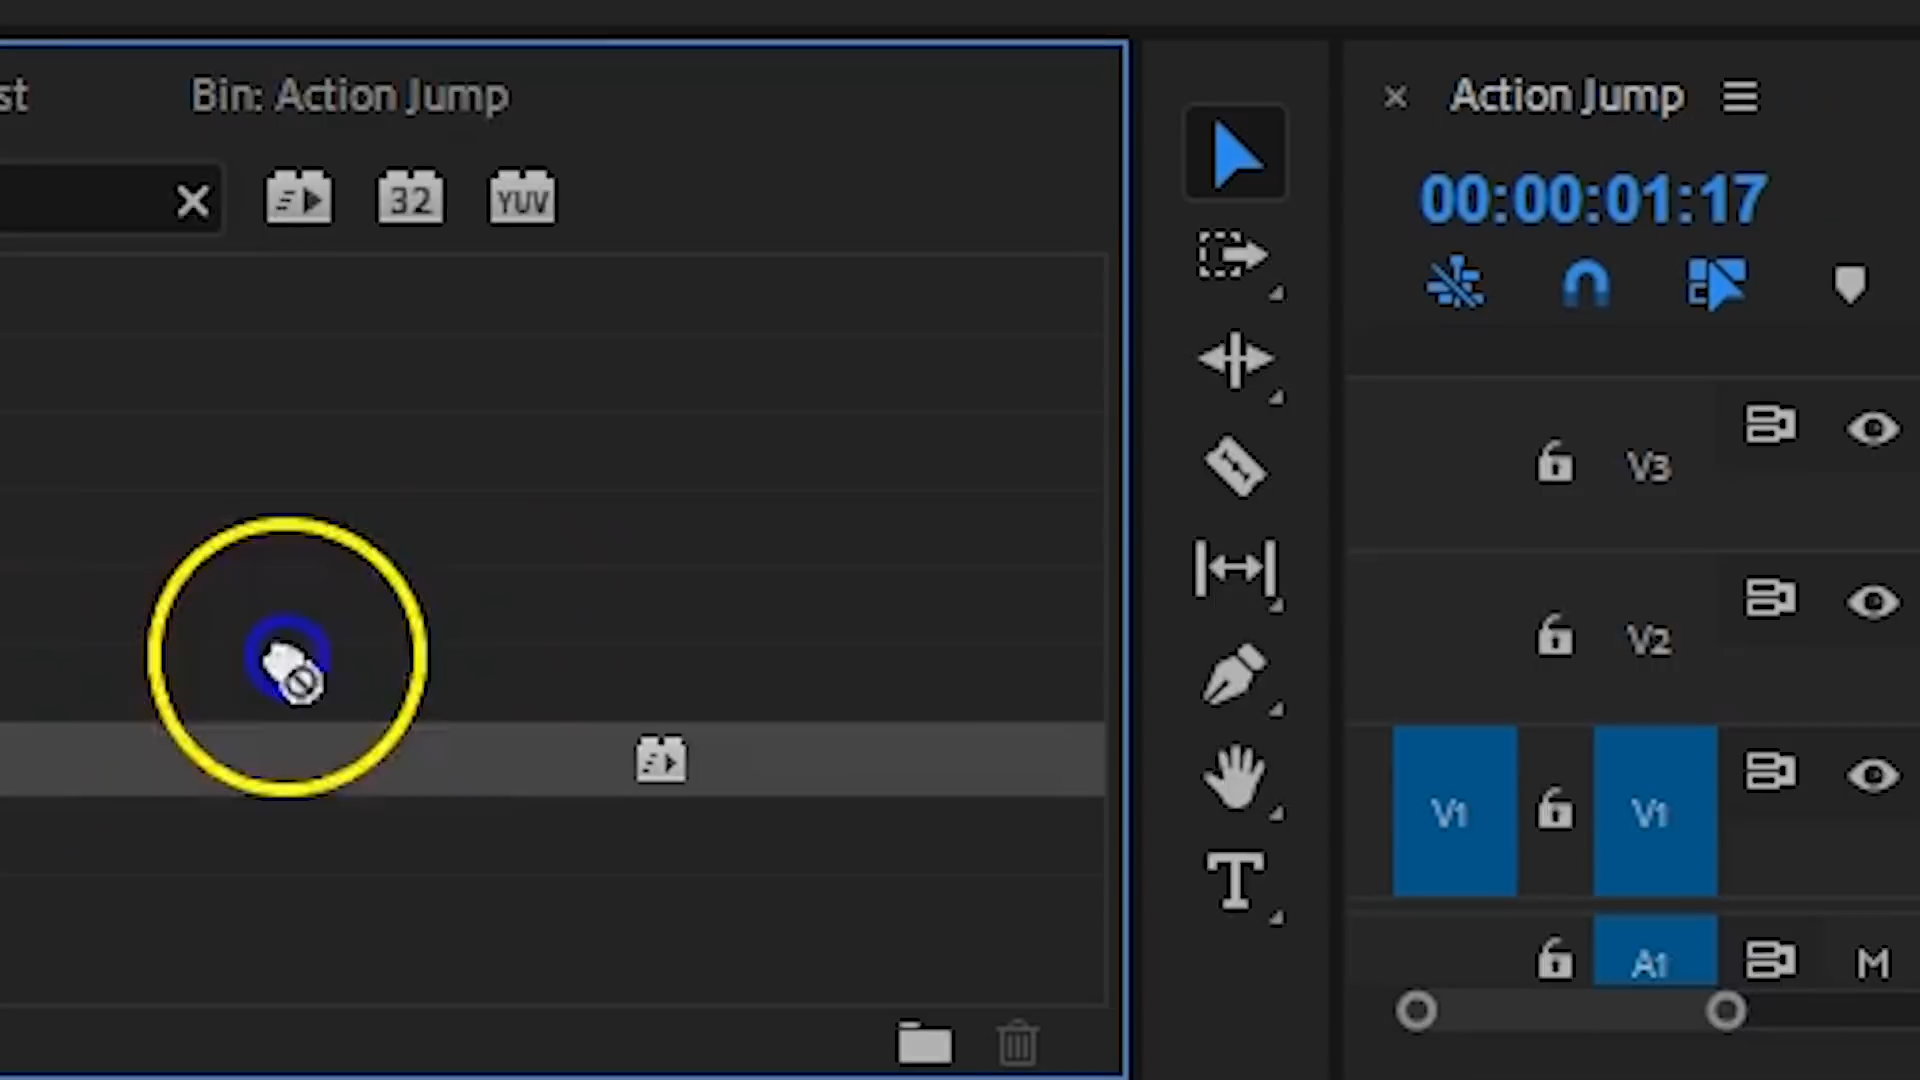 st
Bin: Action Jump
Action Jump
32
YUV
00:00:01:17
V3
V2
V1
V1
A1
M